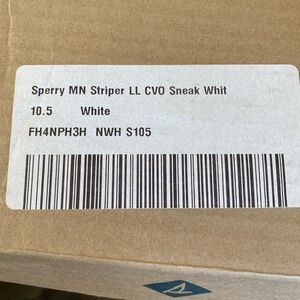 Sperry MN Striper LL CVO Sneak Whit
10.5 White
FH4NPH3H NWH S105